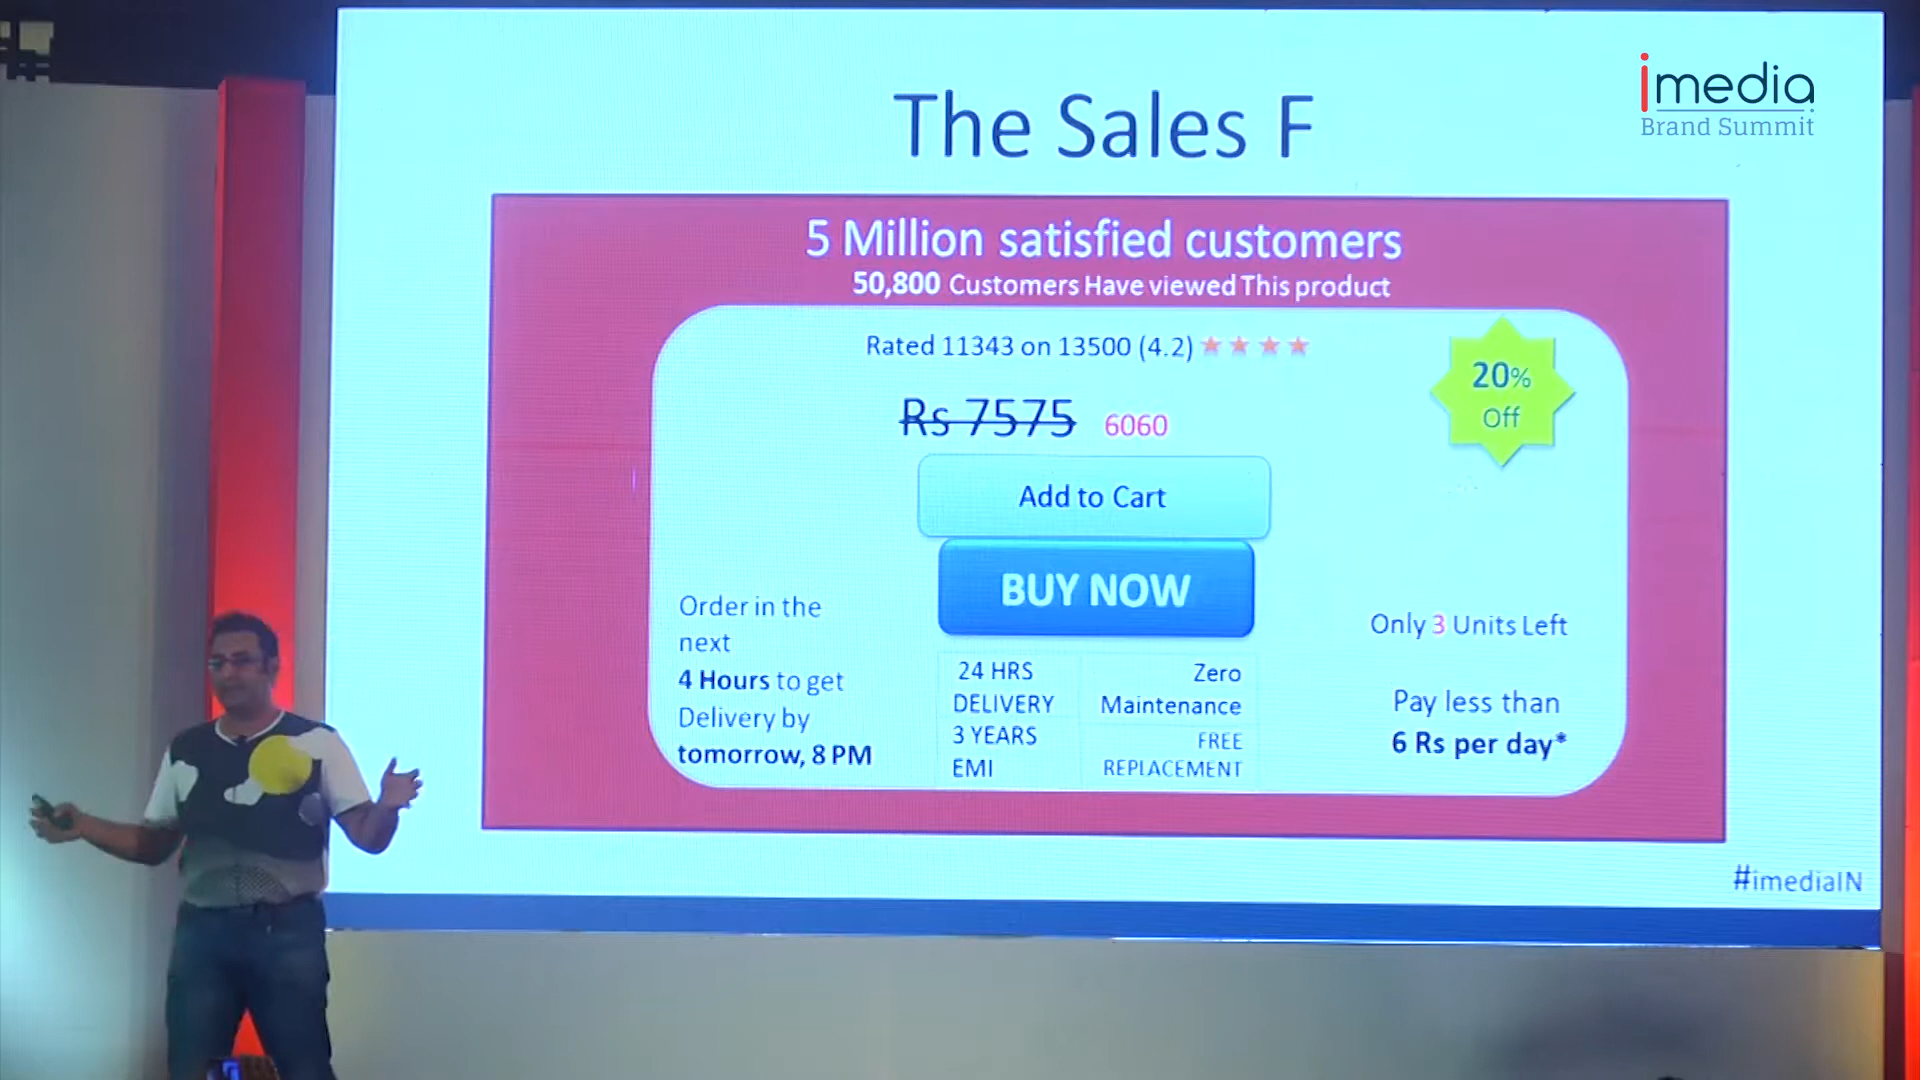 imedia
Brand Summit
The Sales F
5 Million satisfied customers
50,800 Customers Have viewed This product
Rated 11343 on 13500 (4.2) ★ ★ ★ ★
20%
Off
Rs 7575 6060
Add to Cart
BUY NOW
Order in the
next
4 Hours to get
Delivery by
tomorrow, 8 PM
24 HRS
DELIVERY
3 YEARS
EMI
Zero
Maintenance
FREE
REPLACEMENT
Only 3 Units Left
Pay less than
6 Rs per day*
#imediaIN